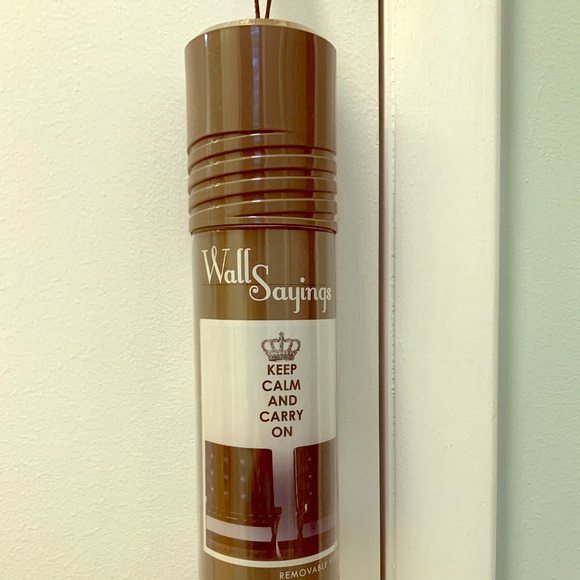 Wall
Sayings
KEEP
CALM
AND
CARRY
ON
REMOVABLE